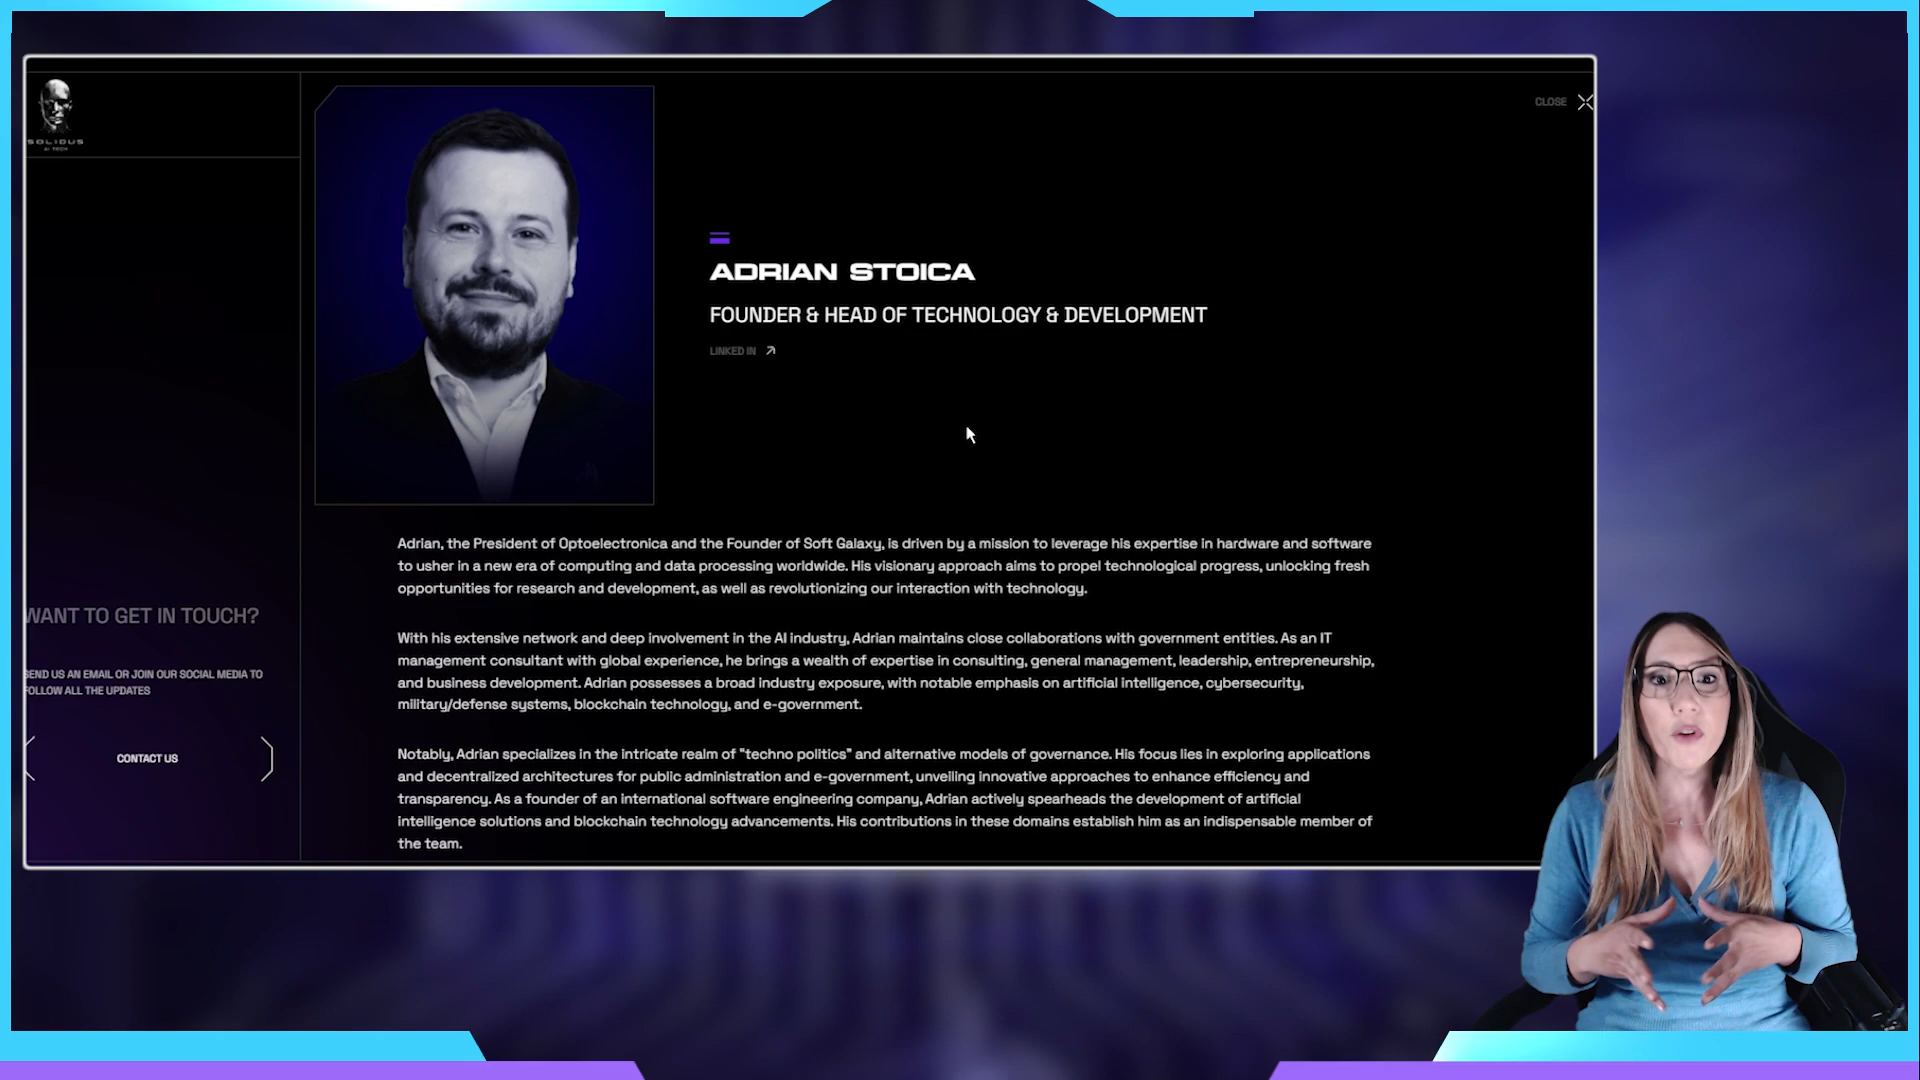 SOLIDUS
AI TECH
CLOSE
ADRIAN STOICA
FOUNDER & HEAD OF TECHNOLOGY & DEVELOPMENT
LINKED IN
Adrian, the President of Optoelectronica and the Founder of Soft Galaxy, is driven by a mission to leverage his expertise in hardware and software
to usher in a new era of computing and data processing worldwide. His visionary approach aims to propel technological progress, unlocking fresh
opportunities for research and development, as well as revolutionizing our interaction with technology.
With his extensive network and deep involvement in the AI industry, Adrian maintains close collaborations with government entities. As an IT
management consultant with global experience, he brings a wealth of expertise in consulting, general management, leadership, entrepreneurship,
and business development. Adrian possesses a broad industry exposure, with notable emphasis on artificial intelligence, cybersecurity,
military/defense systems, blockchain technology, and e-government.
Notably, Adrian specializes in the intricate realm of "techno politics" and alternative models of governance. His focus lies in exploring applications
and decentralized architectures for public administration and e-government, unveiling innovative approaches to enhance efficiency and
transparency. As a founder of an international software engineering company, Adrian actively spearheads the development of artificial
intelligence solutions and blockchain technology advancements. His contributions in these domains establish him as an indispensable member of
the team.
WANT TO GET IN TOUCH?
SEND US AN EMAIL OR JOIN OUR SOCIAL MEDIA TO
FOLLOW ALL THE UPDATES
CONTACT US